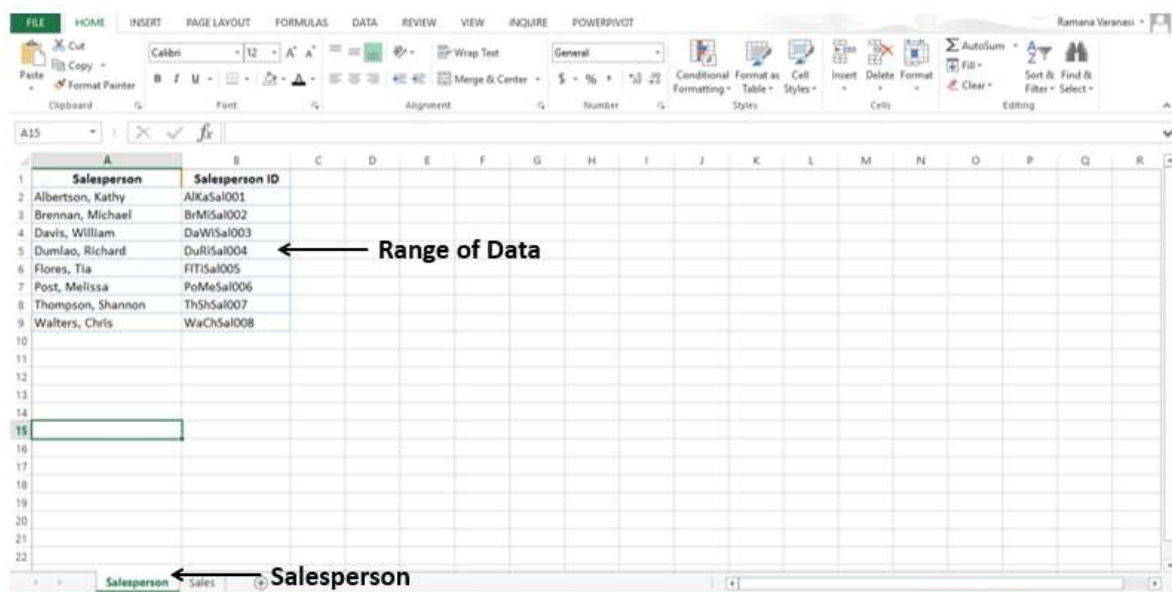 FILE HOME INSERT PAGE LAYOUT FORMULAS DATA REVIEW VIEW INQUIRE POWERPIVOT Ramana Varanasi
Cut Calibri 12 A A Wrap Text General AutoSum
Copy Fill
Paste Format Painter B I U A Merge & Center $ % Conditional Format as Cell Insert Delete Format Clear Sort & Find &
Formatting Table Styles Filter Select
Clipboard Font Alignment Number Styles Cells Editing
A15 fx
A B C D E F G H I J K L M N O P Q R
1 Salesperson Salesperson ID
2 Albertson, Kathy AlKaSal001
3 Brennan, Michael BrMiSal002
4 Davis, William DaWiSal003
5 Dumlao, Richard DuRiSal004 Range of Data
6 Flores, Tia FlTiSal005
7 Post, Melissa PoMeSal006
8 Thompson, Shannon ThShSal007
9 Walters, Chris WaChSal008
10
11
12
13
14
15
16
17
18
19
20
21
22
Salesperson Sales Salesperson